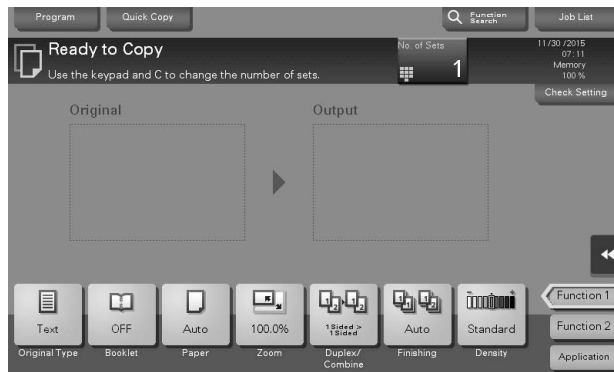 Program
Quick Copy
Function
Search
Job List
Ready to Copy
Use the keypad and C to change the number of sets.
No. of Sets
1
11/30 /2015
07:11
Memory
100 %
Check Setting
Original
Output
Text
OFF
Auto
100.0%
1 Sided >
1 Sided
Auto
Standard
Original Type
Booklet
Paper
Zoom
Duplex/
Combine
Finishing
Density
Function 1
Function 2
Application